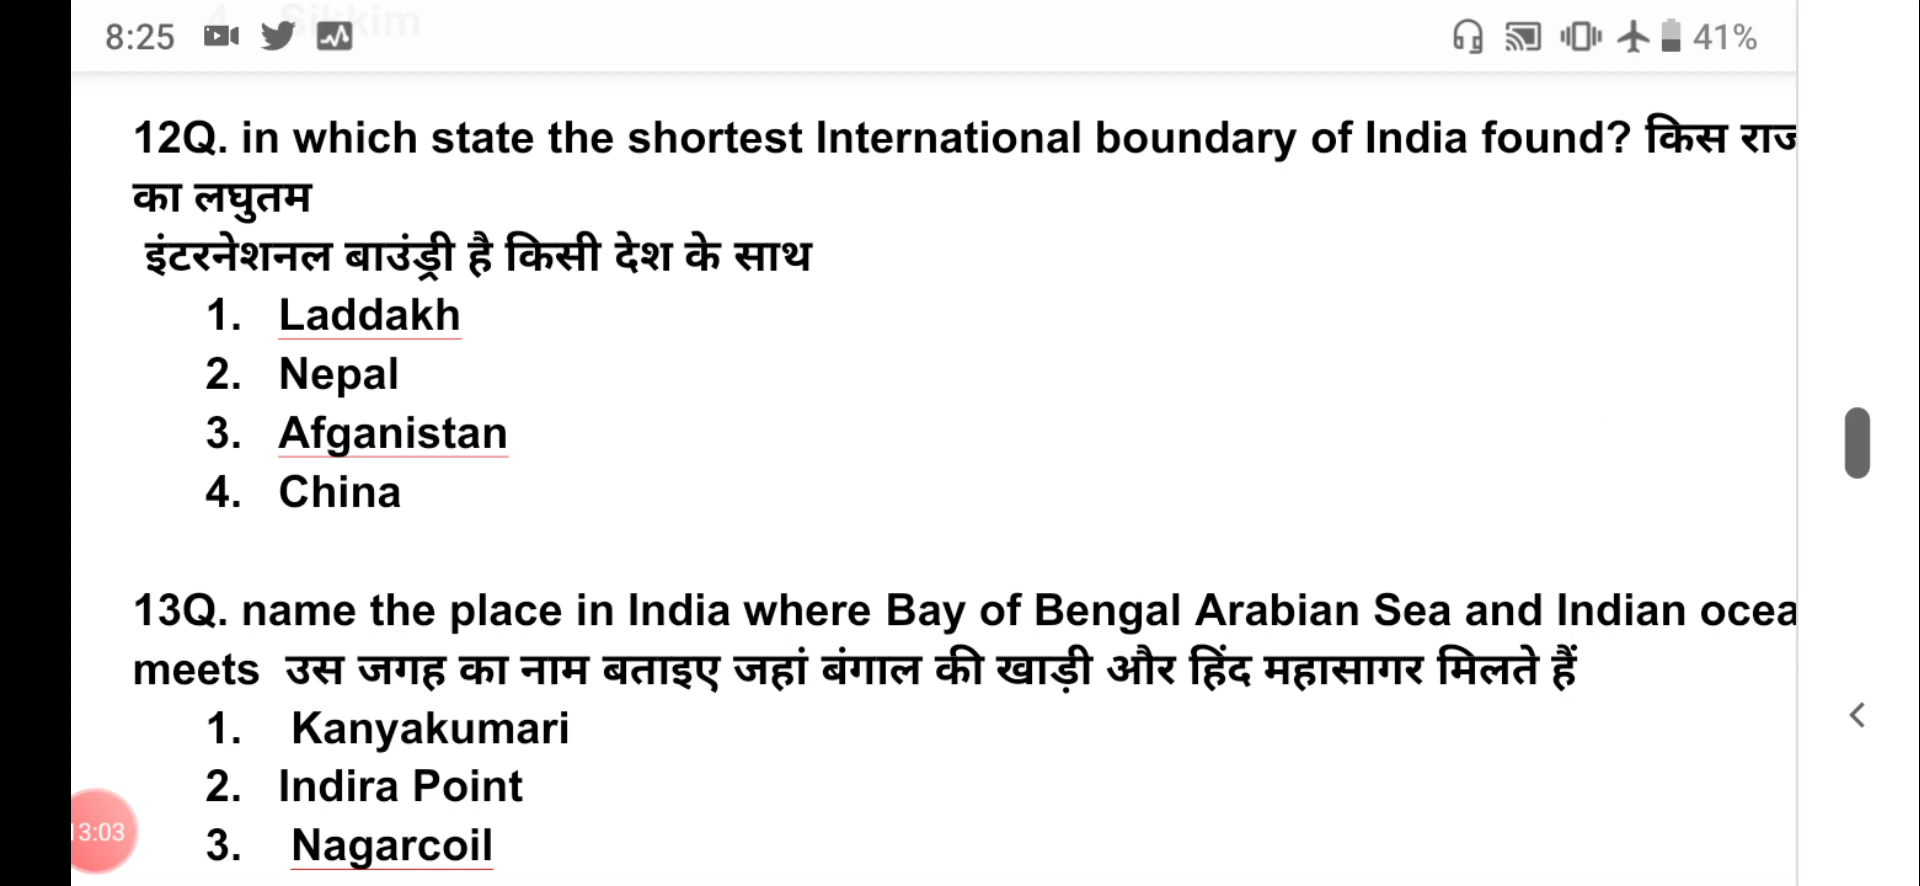 4. Sikkim
8:25 41%
12Q. in which state the shortest International boundary of India found? किस
का लघुतम
इंटरनेशनल बाउंड्री है किसी देश के साथ
1. Laddakh
2. Nepal
3. Afganistan
4. China
13Q. name the place in India where Bay of Bengal Arabian Sea and Indian ocea
meets उस जगह का नाम बताइए जहां बंगाल की खाड़ी और हिंद महासागर मिलते हैं
1. Kanyakumari
2. Indira Point
13:03
3. Nagarcoil